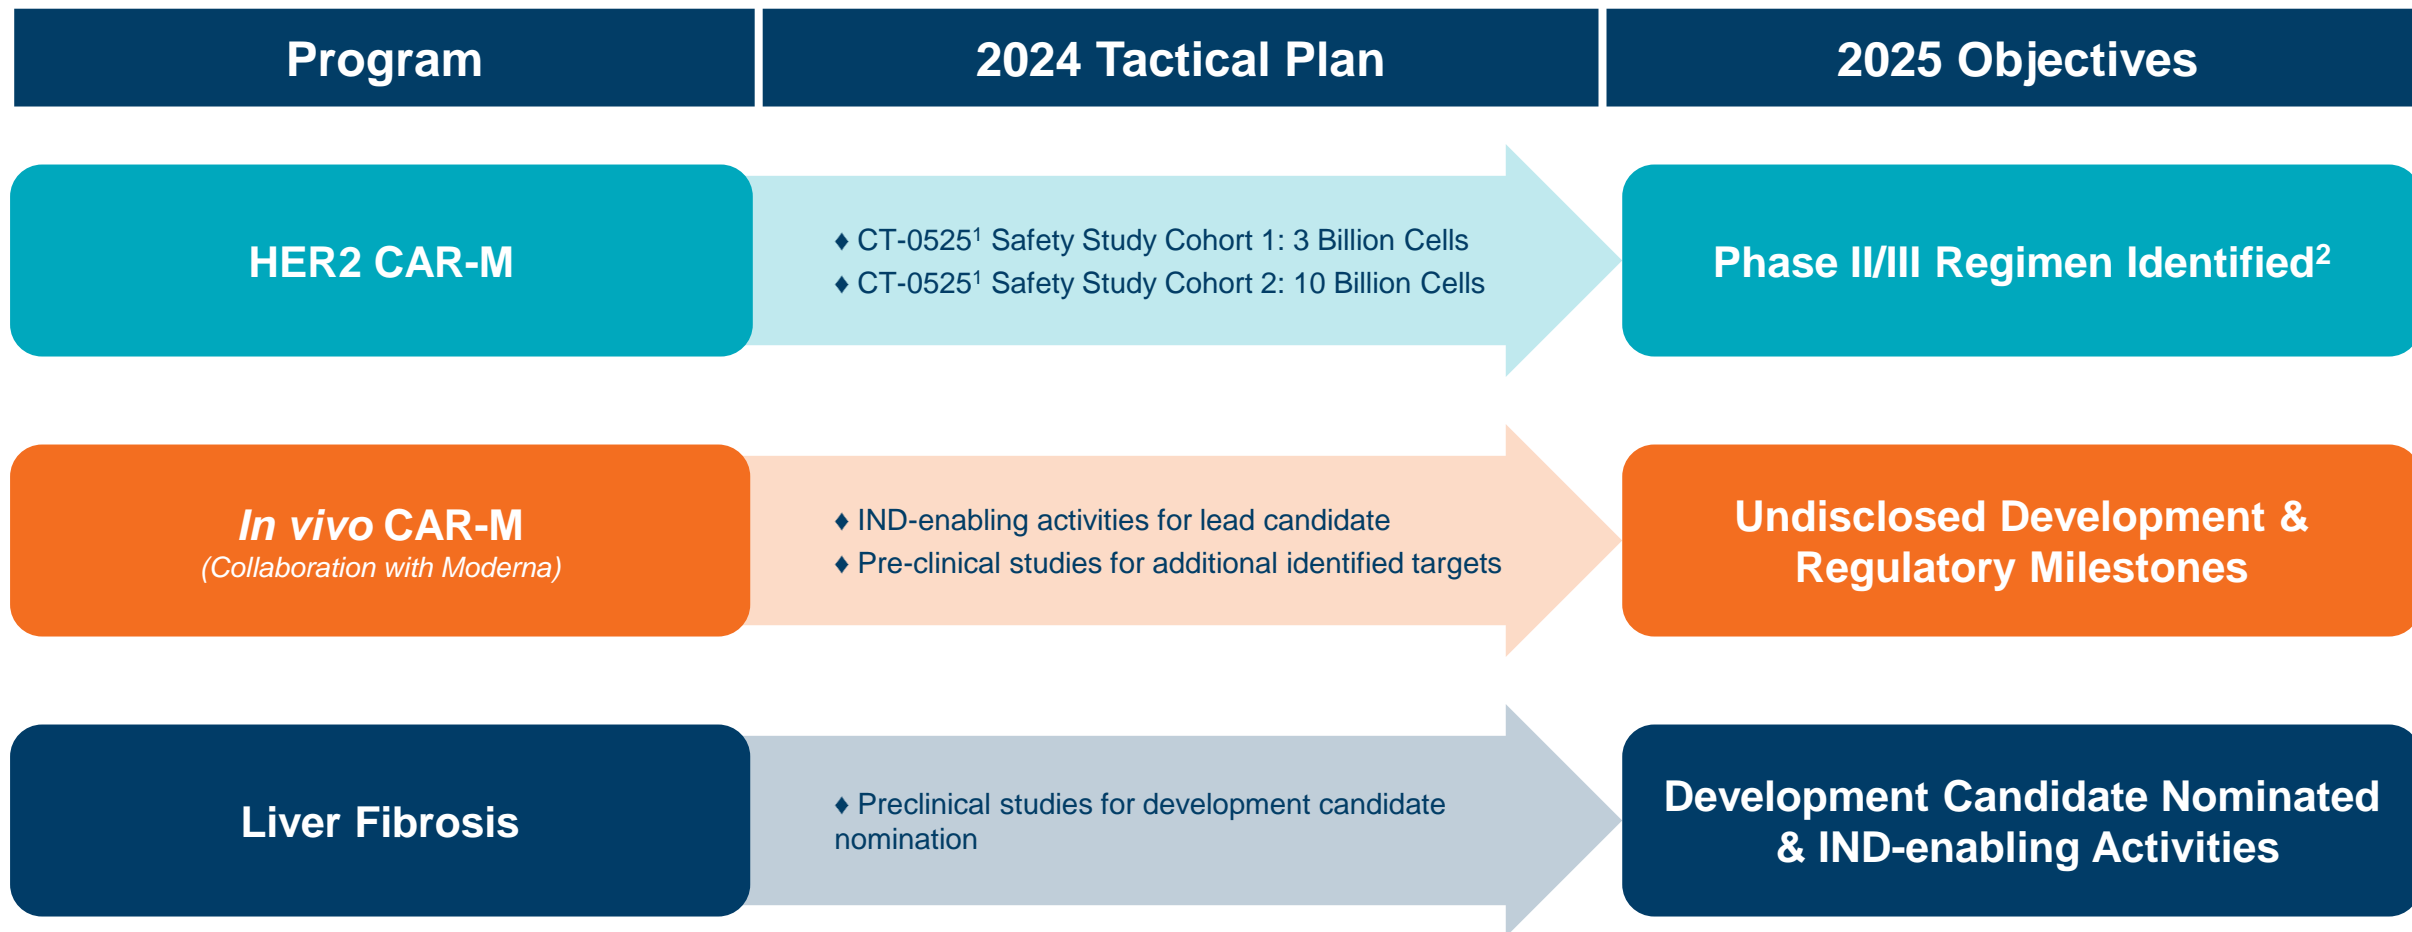 Program
2024 Tactical Plan
2025 Objectives
HER2 CAR-M
♦ CT-0525¹ Safety Study Cohort 1: 3 Billion Cells
♦ CT-0525¹ Safety Study Cohort 2: 10 Billion Cells
Phase II/III Regimen Identified²
In vivo CAR-M
(Collaboration with Moderna)
♦ IND-enabling activities for lead candidate
♦ Pre-clinical studies for additional identified targets
Undisclosed Development &
Regulatory Milestones
Liver Fibrosis
♦ Preclinical studies for development candidate
nomination
Development Candidate Nominated
& IND-enabling Activities